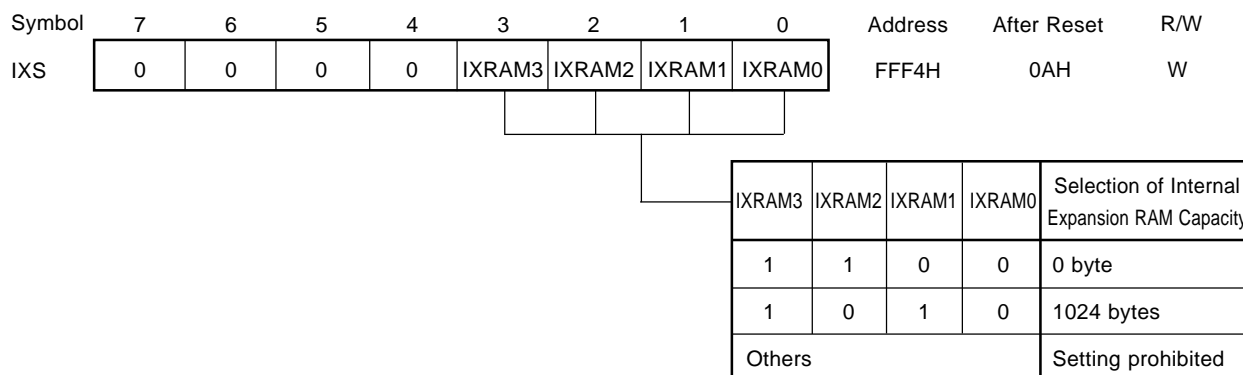 Symbol 7 6 5 4 3 2 1 0 Address After Reset R/W
IXS 0 0 0 0 IXRAM3 IXRAM2 IXRAM1 IXRAM0 FFF4H 0AH W
IXRAM3 IXRAM2 IXRAM1 IXRAM0 Selection of Internal
Expansion RAM Capacity
1 1 0 0 0 byte
1 0 1 0 1024 bytes
Others Setting prohibited